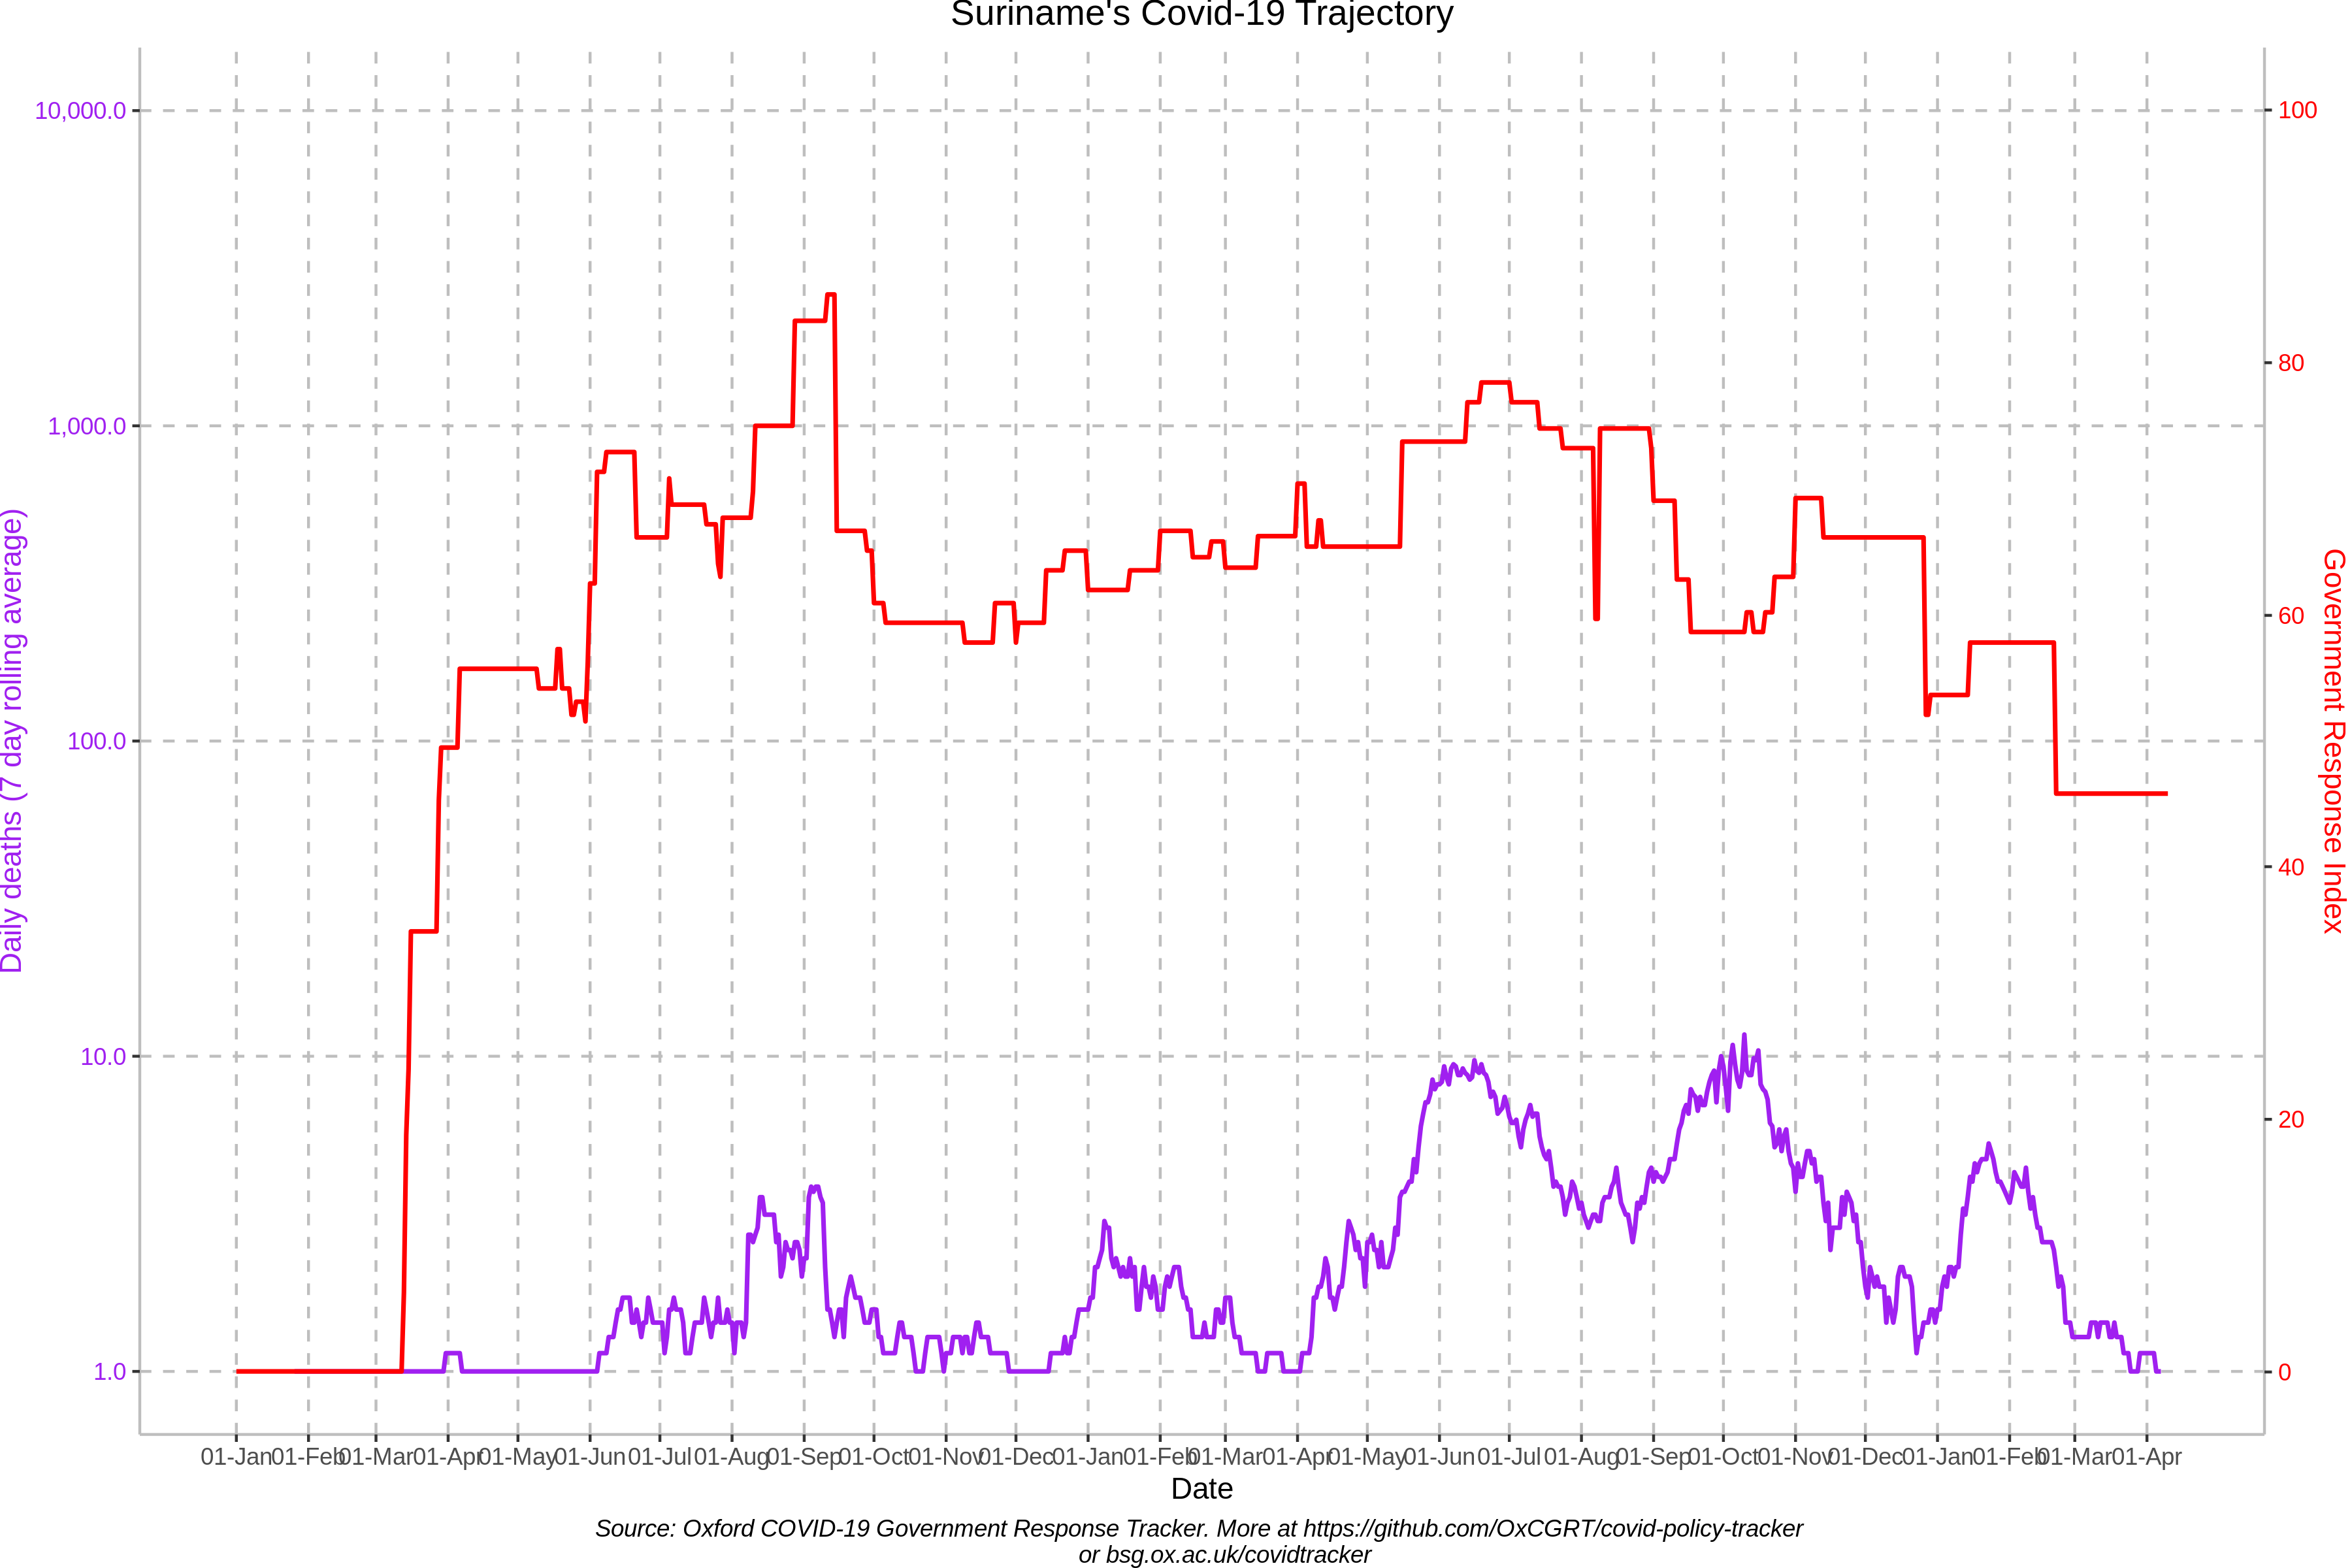 Suriname's Covid-19 Trajectory
Daily deaths (7 day rolling average)
10,000.0
1,000.0
100.0
10.0
1.0
100
80
60
40
20
0
Government Response Index
01-Jan 01-Feb 01-Mar 01-Apr 01-May 01-Jun 01-Jul 01-Aug 01-Sep 01-Oct 01-Nov 01-Dec 01-Jan 01-Feb 01-Mar 01-Apr 01-May 01-Jun 01-Jul 01-Aug 01-Sep 01-Oct 01-Nov 01-Dec 01-Jan 01-Feb 01-Mar 01-Apr
Date
Source: Oxford COVID-19 Government Response Tracker. More at https://github.com/OxCGRT/covid-policy-tracker
or bsg.ox.ac.uk/covidtracker